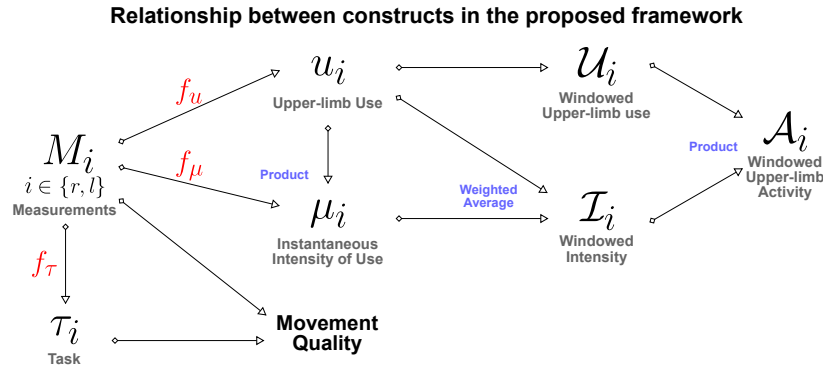 Relationship between constructs in the proposed framework
f_u
u_i
Upper-limb Use
𝒰_i
Windowed
Upper-limb use
M_i
i ∈ {r, l}
Measurements
f_μ
Product
μ_i
Instantaneous
Intensity of Use
Weighted
Average
ℐ_i
Windowed
Intensity
Product
𝒜_i
Windowed
Upper-limb
Activity
f_τ
τ_i
Task
Movement
Quality